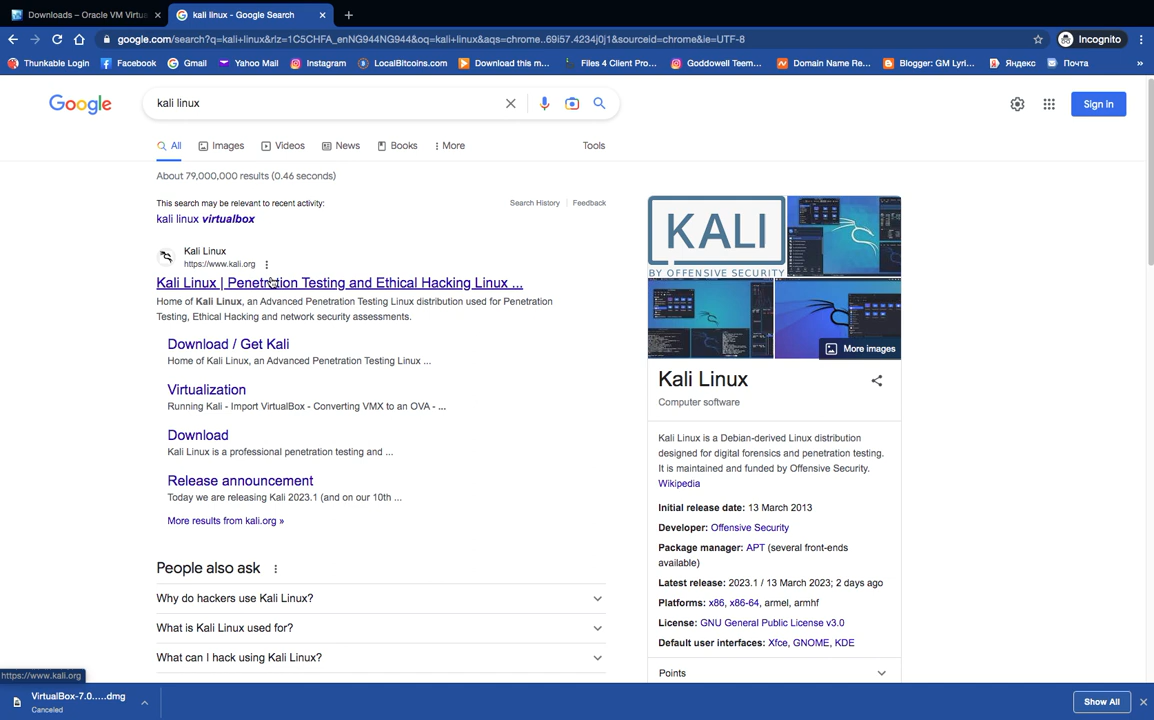 Downloads – Oracle VM Virtua
kali linux - Google Search
google.com/search?q=kali+linux&rlz=1C5CHFA_enNG944NG944&oq=kali+linux&aqs=chrome..69i57.4234j0j1&sourceid=chrome&ie=UTF-8
Incognito
Thunkable Login
Facebook
Gmail
Yahoo Mail
Instagram
LocalBitcoins.com
Download this m...
Files 4 Client Pro...
Goddowell Teem...
Domain Name Re...
Blogger: GM Lyri...
Яндекс
Почта
»
Google
kali linux
Sign in
All
Images
Videos
News
Books
More
Tools
About 79,000,000 results (0.46 seconds)
This search may be relevant to recent activity:
Search History
Feedback
kali linux virtualbox
Kali Linux
https://www.kali.org
Kali Linux | Penetration Testing and Ethical Hacking Linux ...
Home of Kali Linux, an Advanced Penetration Testing Linux distribution used for Penetration
Testing, Ethical Hacking and network security assessments.
Download / Get Kali
Home of Kali Linux, an Advanced Penetration Testing Linux ...
Virtualization
Running Kali - Import VirtualBox - Converting VMX to an OVA - ...
Download
Kali Linux is a professional penetration testing and ...
Release announcement
Today we are releasing Kali 2023.1 (and on our 10th ...
More results from kali.org »
People also ask
Why do hackers use Kali Linux?
What is Kali Linux used for?
What can I hack using Kali Linux?
KALI
BY OFFENSIVE SECURITY
More images
Kali Linux
Computer software
Kali Linux is a Debian-derived Linux distribution
designed for digital forensics and penetration testing.
It is maintained and funded by Offensive Security.
Wikipedia
Initial release date: 13 March 2013
Developer: Offensive Security
Package manager: APT (several front-ends
available)
Latest release: 2023.1 / 13 March 2023; 2 days ago
Platforms: x86, x86-64, armel, armhf
License: GNU General Public License v3.0
Default user interfaces: Xfce, GNOME, KDE
Points
https://www.kali.org
VirtualBox-7.0.....dmg
Canceled
Show All